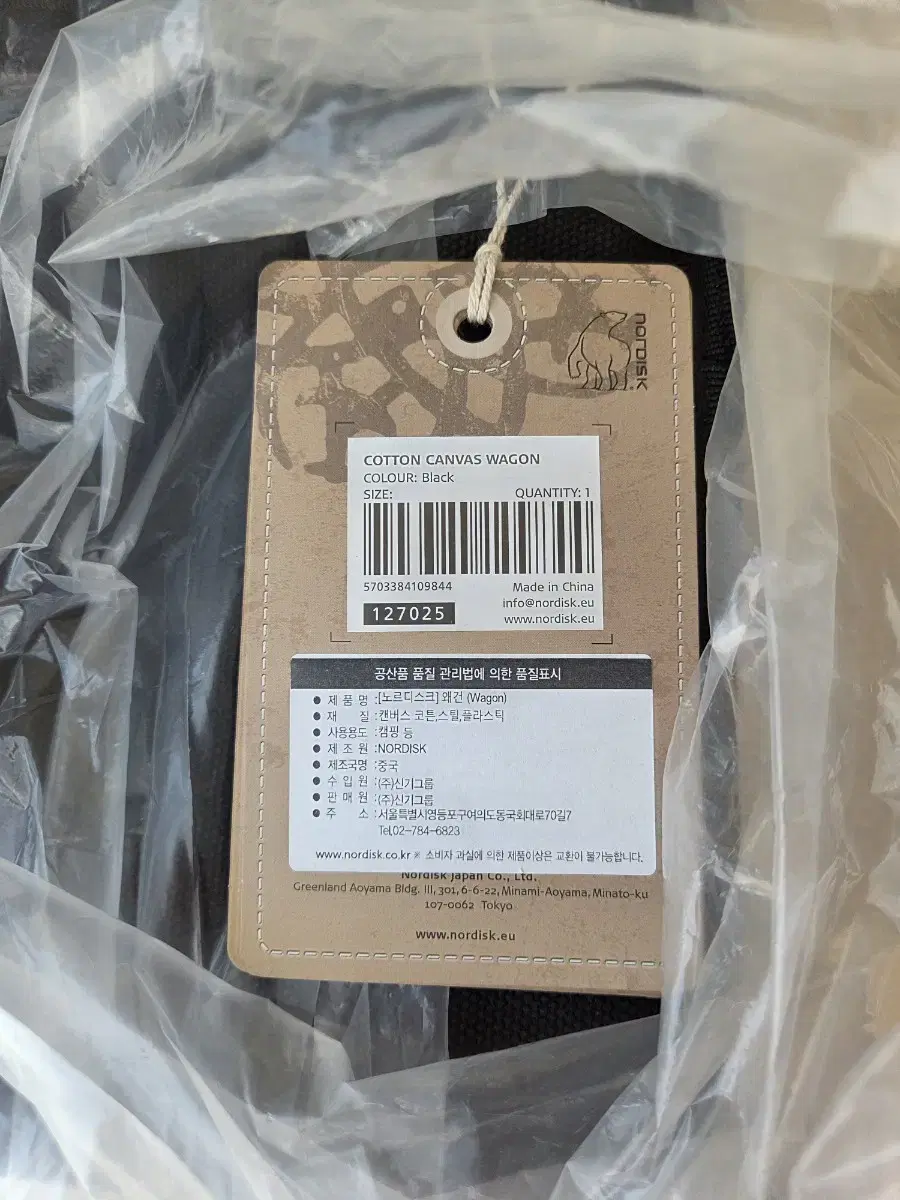 NORDISK
COTTON CANVAS WAGON
COLOUR: Black
SIZE: QUANTITY: 1
5703384109844 Made in China
127025 info@nordisk.eu
www.nordisk.eu
공산품 품질 관리법에 의한 품질표시
● 제 품 명 :[노르디스크] 왜건 (Wagon)
● 재 질 :캔버스 코튼,스틸,플라스틱
● 사용용도 :캠핑 등
● 제 조 원 :NORDISK
● 제조국명 :중국
● 수 입 원 :(주)신기그룹
● 판 매 원 :(주)신기그룹
● 주 소 :서울특별시영등포구여의도동국회대로70길7
Tel,02-784-6823
www.nordisk.co.kr ※ 소비자 과실에 의한 제품이상은 교환이 불가능합니다.
Nordisk Japan Co., Ltd.
Greenland Aoyama Bldg. III, 301, 6-6-22, Minami-Aoyama, Minato-ku
107-0062 Tokyo
www.nordisk.eu